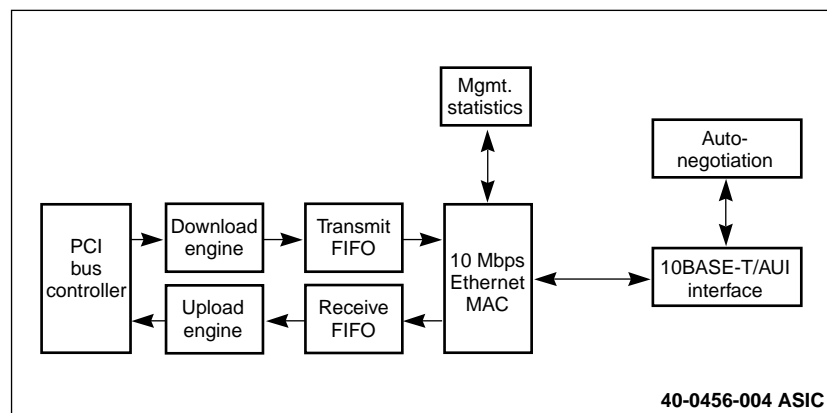 Mgmt.
statistics
Auto-
negotiation
PCI
bus
controller
Download
engine
Transmit
FIFO
10 Mbps
Ethernet
MAC
10BASE-T/AUI
interface
Upload
engine
Receive
FIFO
40-0456-004 ASIC